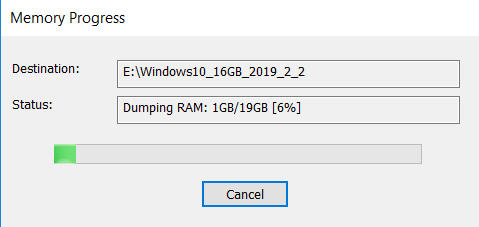 Memory Progress
Destination: E:\Windows10_16GB_2019_2_2
Status: Dumping RAM: 1GB/19GB [6%]
Cancel